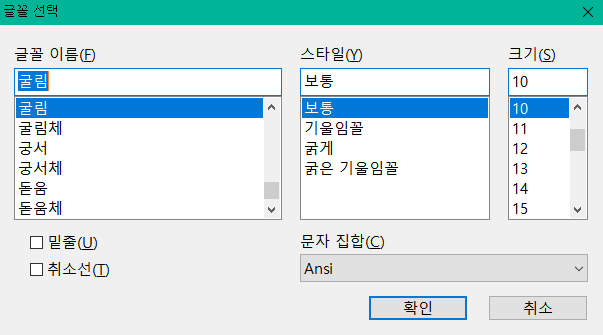 글꼴 선택
글꼴 이름(F)
스타일(Y)
크기(S)
굴림
보통
10
굴림
굴림체
궁서
궁서체
돋움
돋움체
보통
기울임꼴
굵게
굵은 기울임꼴
10
11
12
13
14
15
밑줄(U)
취소선(T)
문자 집합(C)
Ansi
확인
취소